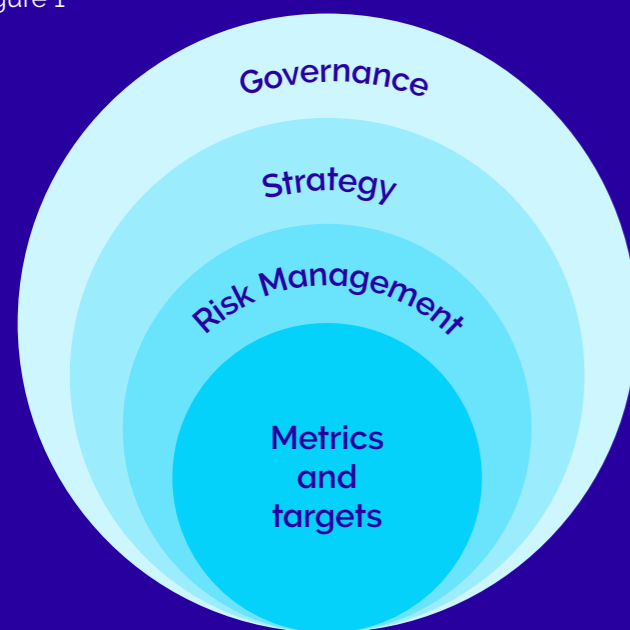 Governance
Strategy
Risk Management
Metrics
and
targets